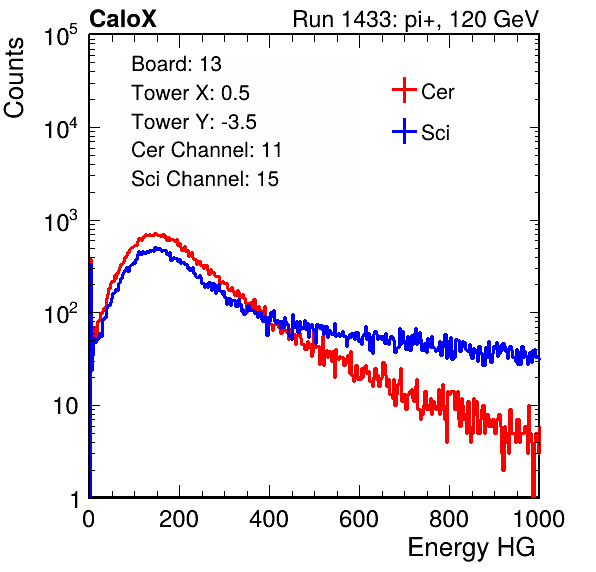 CaloX Run 1433: pi+, 120 GeV
Counts
Board: 13
Tower X: 0.5
Tower Y: -3.5
Cer Channel: 11
Sci Channel: 15
Cer
Sci
10^5
10^4
10^3
10^2
10
1
0 200 400 600 800 1000
Energy HG